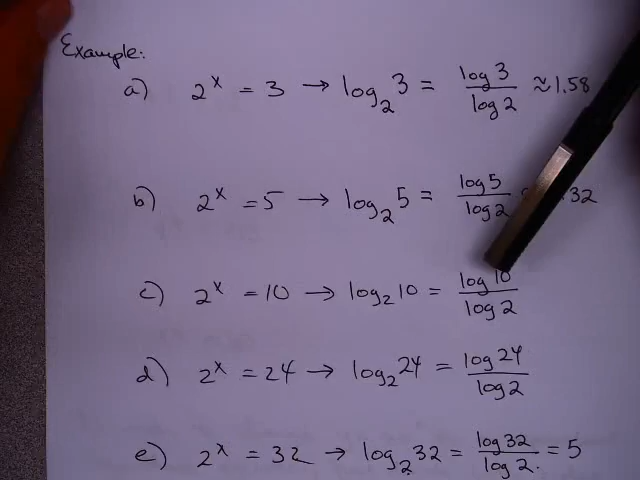 Example:
a) 2^x = 3 → log_2 3 = log 3 / log 2 ≈ 1.58
b) 2^x = 5 → log_2 5 = log 5 / log 2 32
c) 2^x = 10 → log_2 10 = log 10 / log 2
d) 2^x = 24 → log_2 24 = log 24 / log 2
e) 2^x = 32 → log_2 32 = log 32 / log 2 = 5